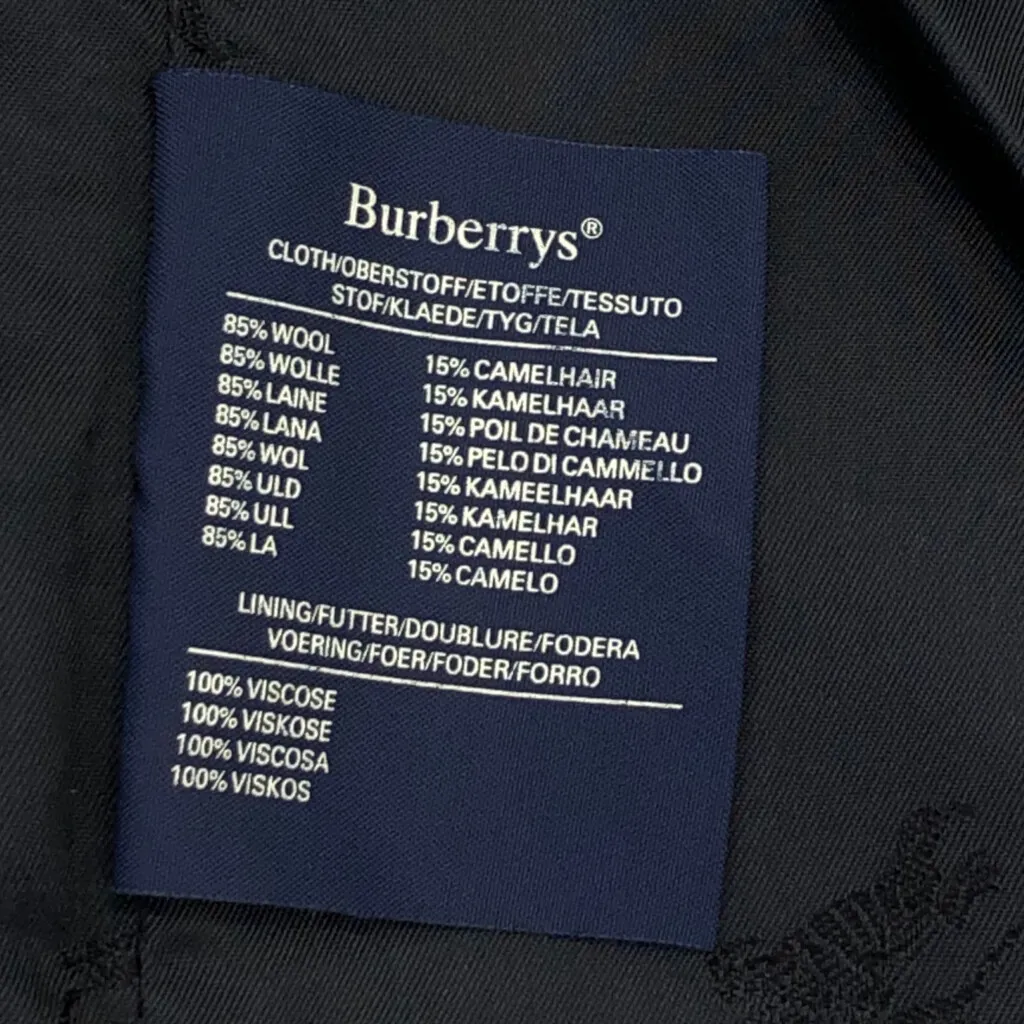 Burberrys®
CLOTH/OBERSTOFF/ETOFFE/TESSUTO
STOF/KLAEDE/TYG/TELA
85% WOOL
85% WOLLE
85% LAINE
85% LANA
85% WOL
85% ULD
85% ULL
85% LA
15% CAMELHAIR
15% KAMELHAAR
15% POIL DE CHAMEAU
15% PELO DI CAMMELLO
15% KAMEELHAAR
15% KAMELHAR
15% CAMELLO
15% CAMELO
LINING/FUTTER/DOUBLURE/FODERA
VOERING/FOER/FODER/FORRO
100% VISCOSE
100% VISKOSE
100% VISCOSA
100% VISKOS